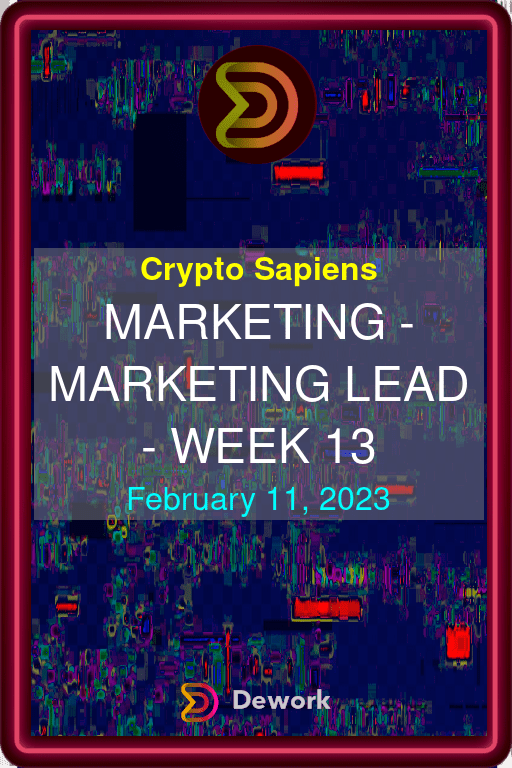 Crypto Sapiens
MARKETING -
MARKETING LEAD
- WEEK 13
February 11, 2023
Dework